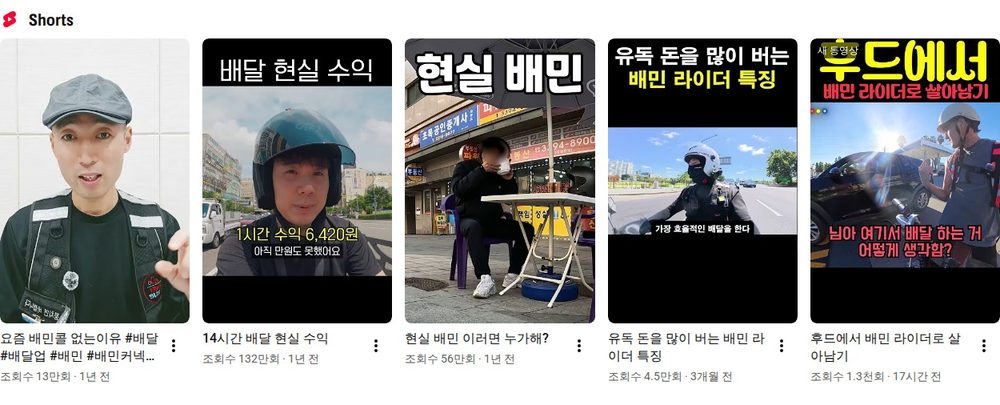 Shorts
요즘 배민콜 없는이유 #배달
#배달업 #배민 #배민커넥...
조회수 13만회 · 1년 전
배달 현실 수익
1시간 수익 6,420원
아직 만원도 못했어요
14시간 배달 현실 수익
조회수 132만회 · 1년 전
현실 배민
초록공인중개사
현실 배민 이러면 누가해?
조회수 56만회 · 1년 전
유독 돈을 많이 버는
배민 라이더 특징
가장 효율적인 배달을 한다
유독 돈을 많이 버는 배민 라
이더 특징
조회수 4.5만회 · 3개월 전
새 동영상
후드에서
배민 라이더로 살아남기
님아 여기서 배달 하는 거
어떻게 생각함?
후드에서 배민 라이더로 살
아남기
조회수 1.3천회 · 17시간 전